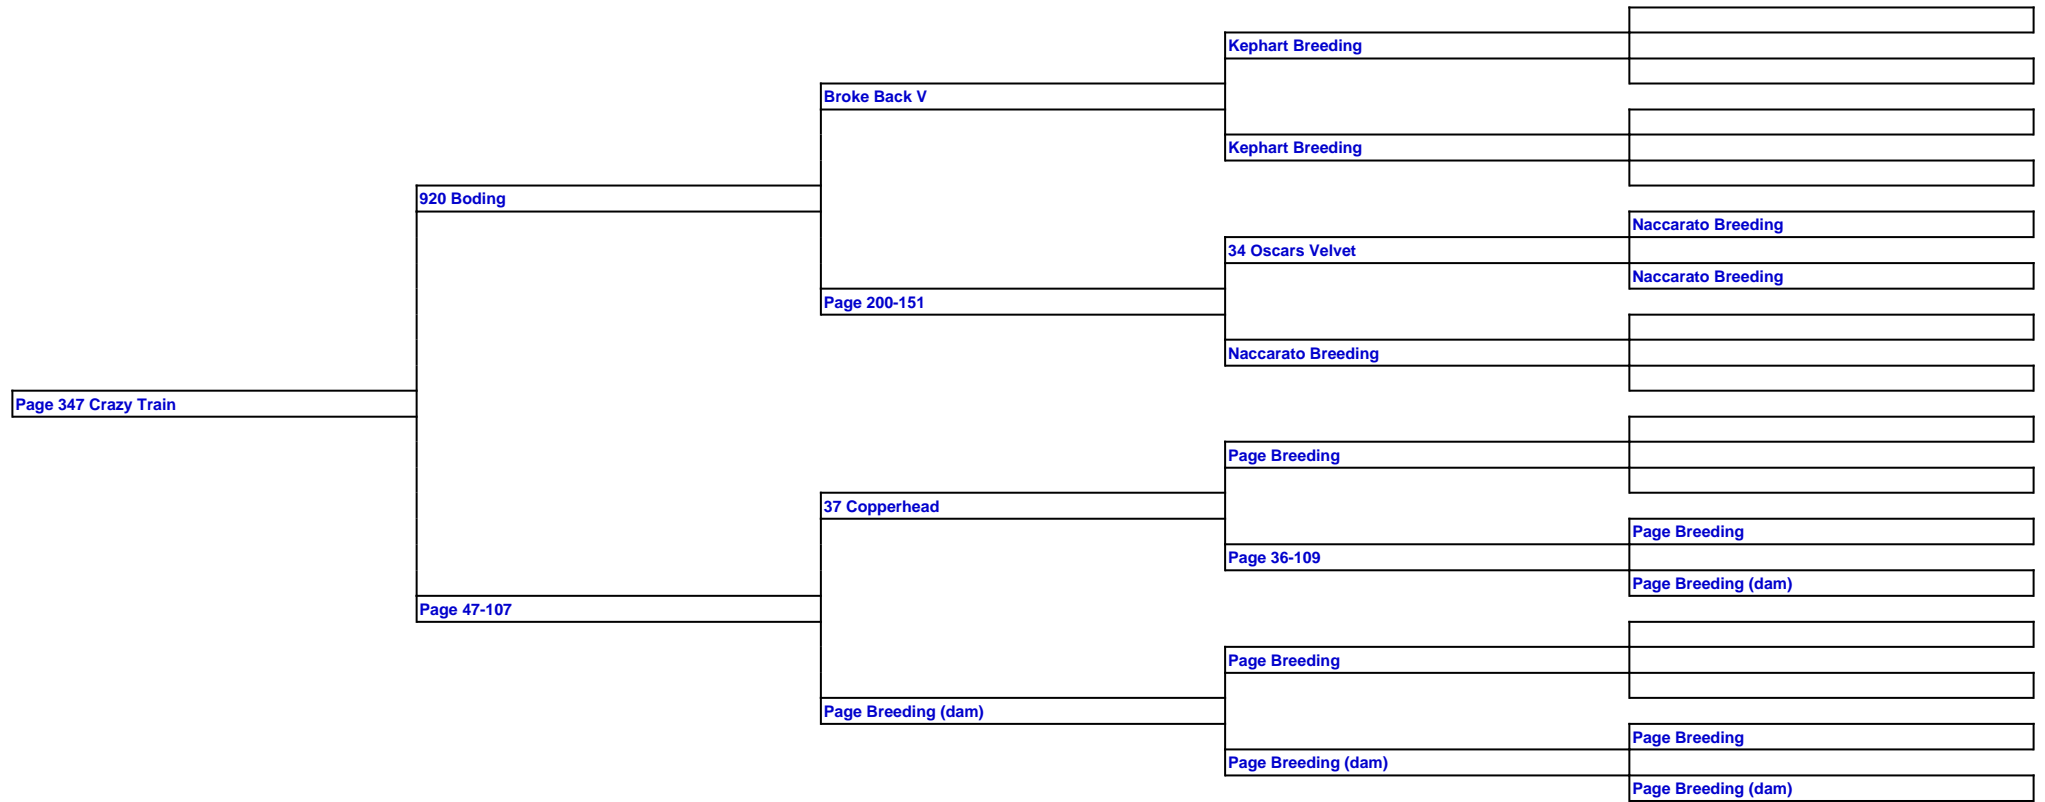 Kephart Breeding
Broke Back V
Kephart Breeding
920 Boding
Naccarato Breeding
34 Oscars Velvet
Naccarato Breeding
Page 200-151
Naccarato Breeding
Page 347 Crazy Train
Page Breeding
37 Copperhead
Page Breeding
Page 36-109
Page Breeding (dam)
Page 47-107
Page Breeding
Page Breeding (dam)
Page Breeding
Page Breeding (dam)
Page Breeding (dam)